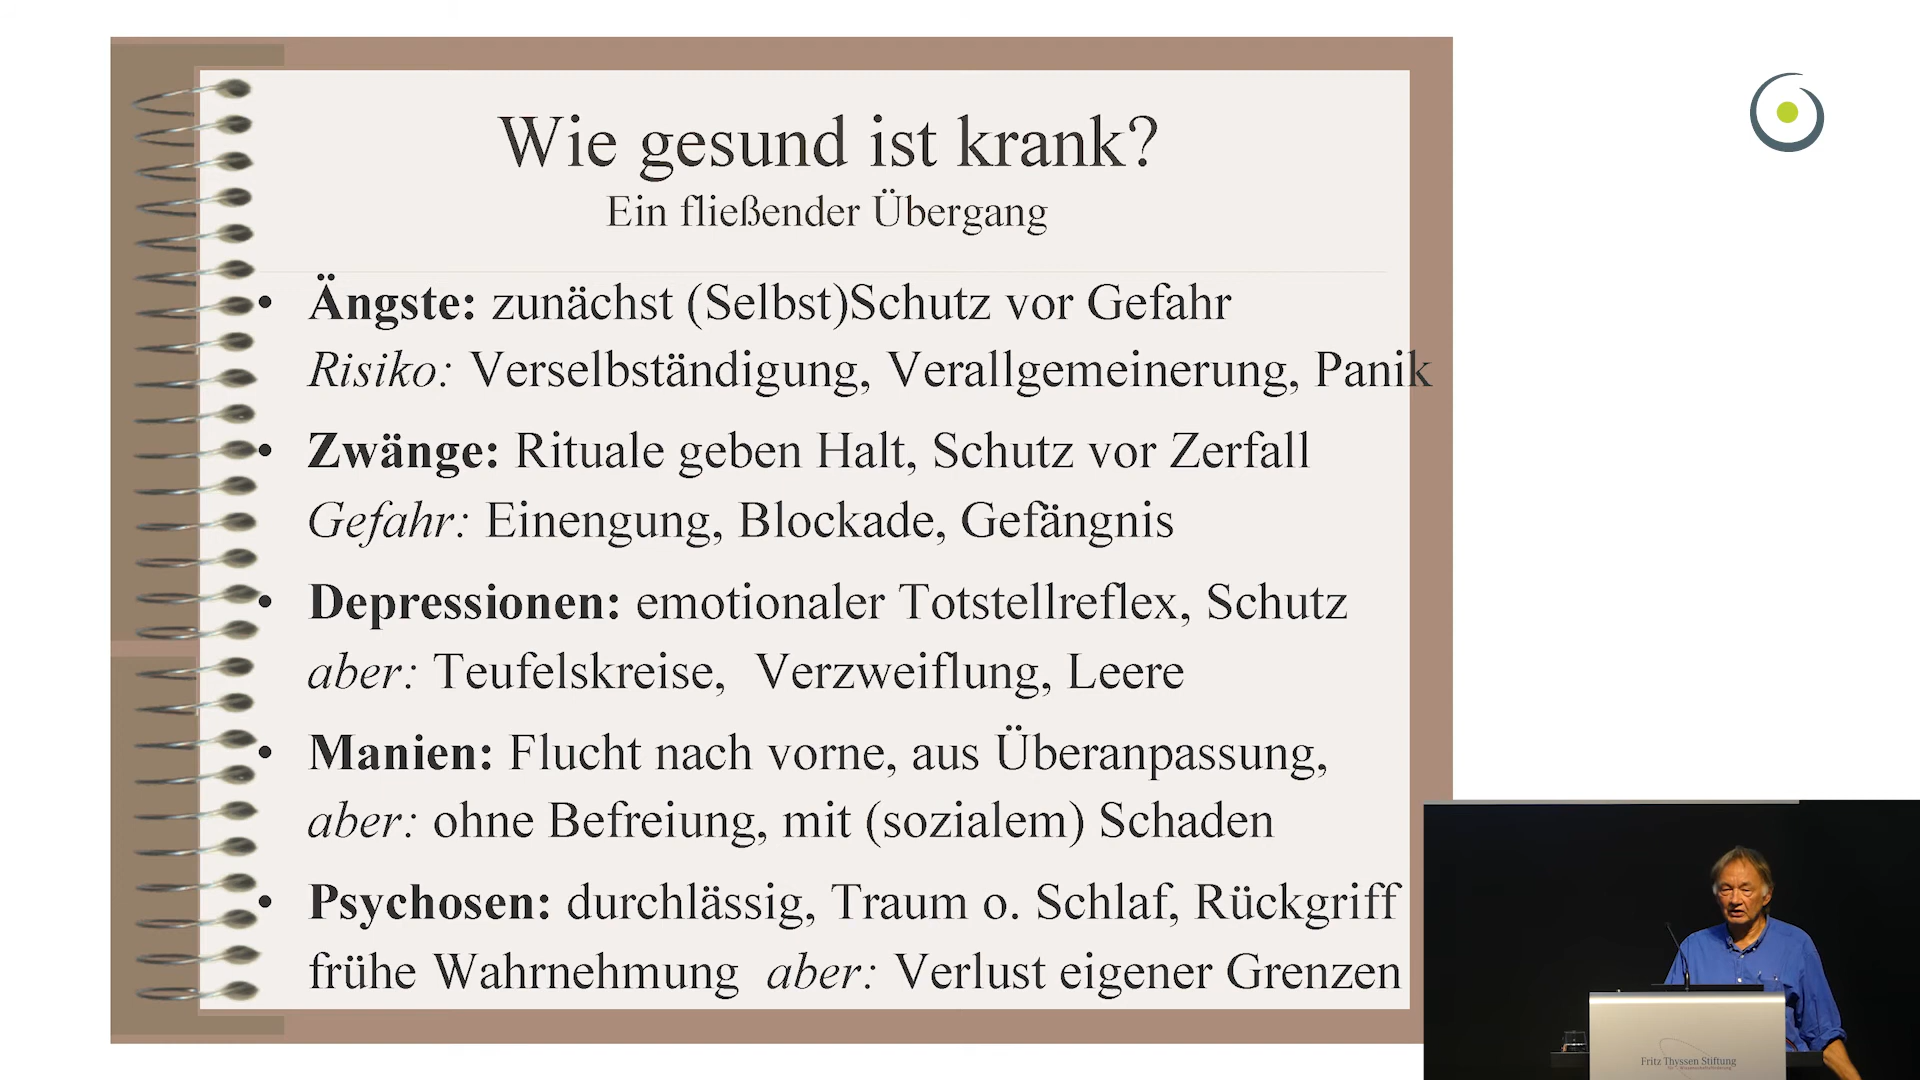 Wie gesund ist krank?
Ein fließender Übergang
• Ängste: zunächst (Selbst)Schutz vor Gefahr
Risiko: Verselbständigung, Verallgemeinerung, Panik
• Zwänge: Rituale geben Halt, Schutz vor Zerfall
Gefahr: Einengung, Blockade, Gefängnis
• Depressionen: emotionaler Totstellreflex, Schutz
aber: Teufelskreise, Verzweiflung, Leere
• Manien: Flucht nach vorne, aus Überanpassung,
aber: ohne Befreiung, mit (sozialem) Schaden
• Psychosen: durchlässig, Traum o. Schlaf, Rückgriff
frühe Wahrnehmung aber: Verlust eigener Grenzen
Fritz Thyssen Stiftung